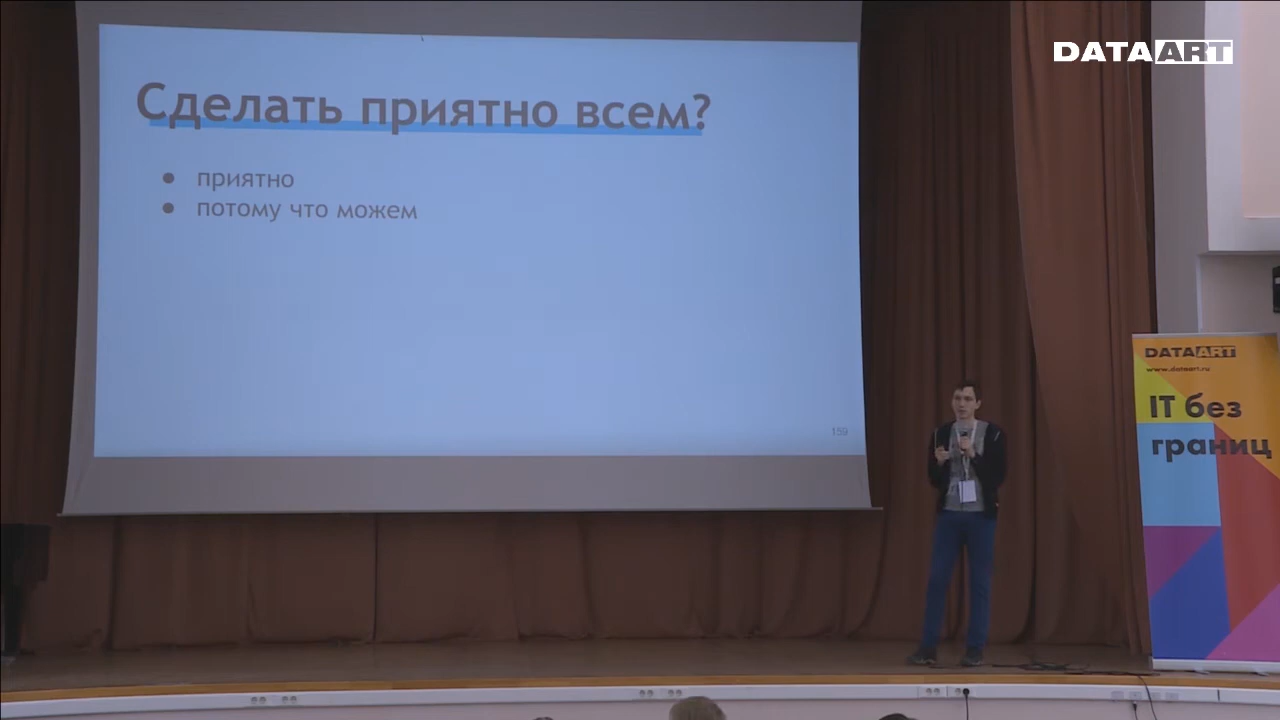 Сделать приятно всем?
● приятно
● потому что можем
159
DATAART
DATAART
www.dataart.ru
IT без
границ